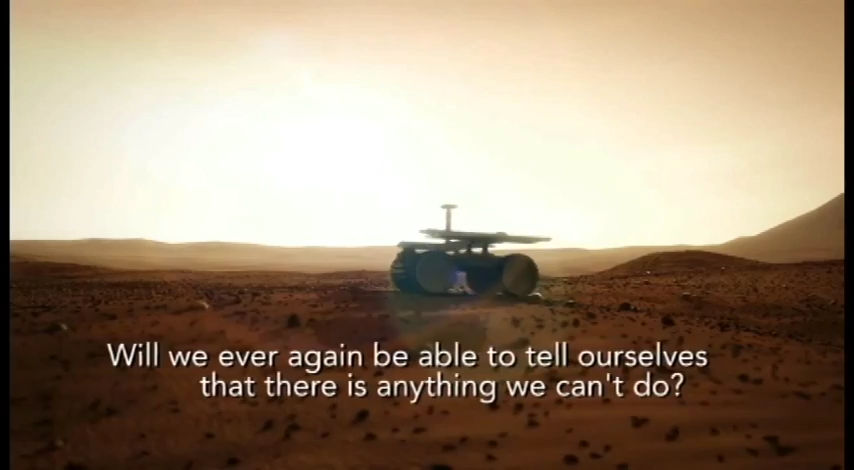 Will we ever again be able to tell ourselves
that there is anything we can't do?